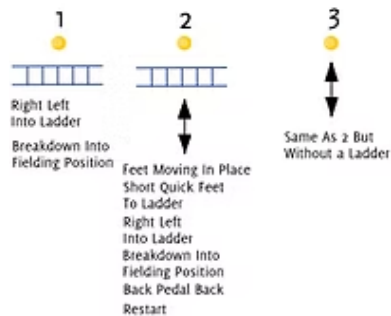 1
Right Left
Into Ladder
Breakdown Into
Fielding Position
2
Feet Moving In Place
Short Quick Feet
To Ladder
Right Left
Into Ladder
Breakdown Into
Fielding Position
Back Pedal Back
Restart
3
Same As 2 But
Without a Ladder